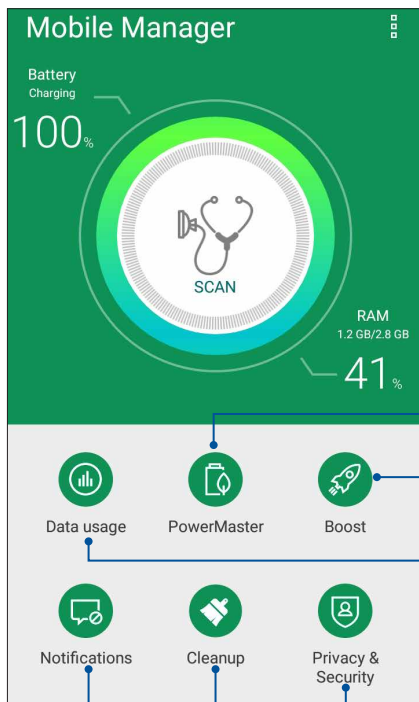 Mobile Manager
Battery
Charging
100%
SCAN
RAM
1.2 GB/2.8 GB
41%
Data usage
PowerMaster
Boost
Notifications
Cleanup
Privacy &
Security